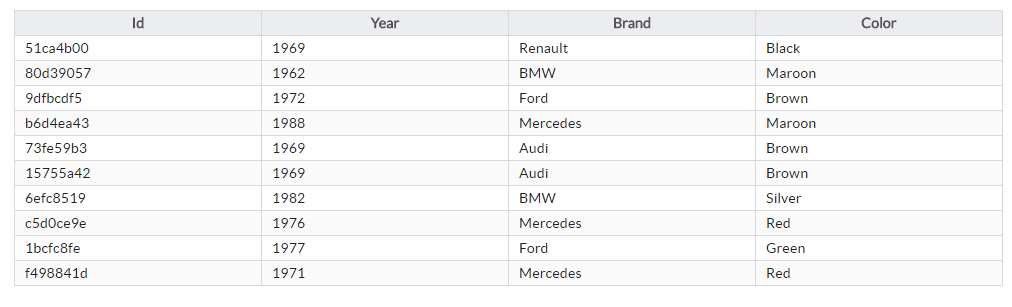 Id Year Brand Color
51ca4b00 1969 Renault Black
80d39057 1962 BMW Maroon
9dfbcdf5 1972 Ford Brown
b6d4ea43 1988 Mercedes Maroon
73fe59b3 1969 Audi Brown
15755a42 1969 Audi Brown
6efc8519 1982 BMW Silver
c5d0ce9e 1976 Mercedes Red
1bcfc8fe 1977 Ford Green
f498841d 1971 Mercedes Red